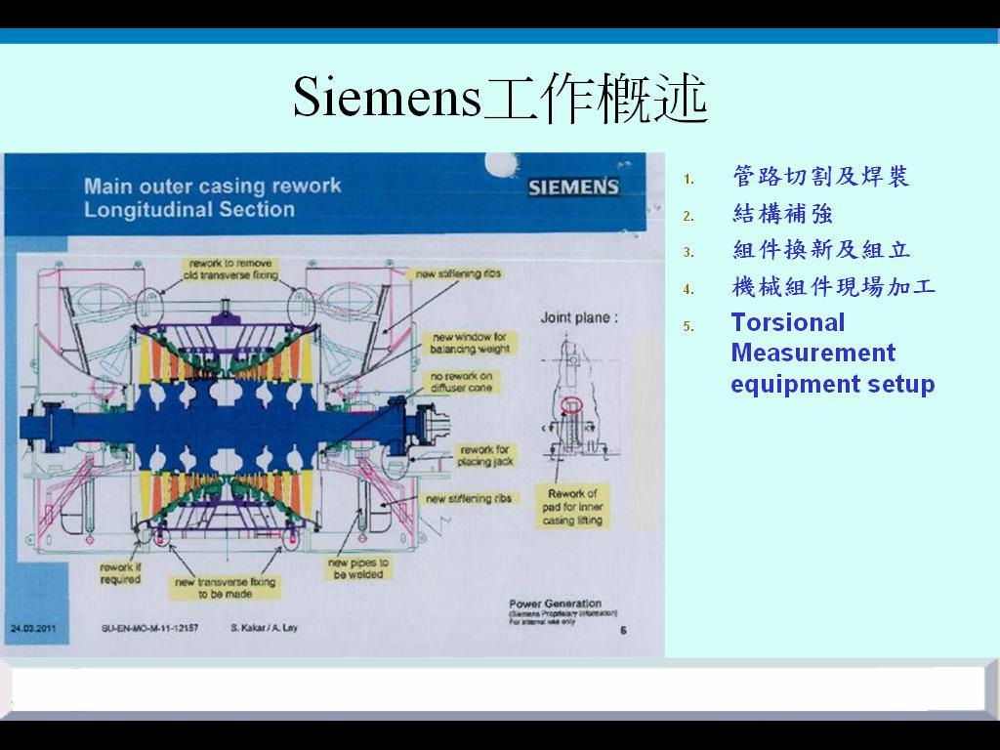 Siemens工作概述
Main outer casing rework
Longitudinal Section
SIEMENS
rework to remove
old transverse fixing
new stiffening ribs
Joint plane :
new window for
balancing weight
no rework on
diffuser cone
rework for
placing jack
new stiffening ribs
Rework of
pad for inner
casing lifting
rework if
required
new transverse fixing
to be made
new pipes to
be welded
Power Generation
(Siemens Proprietary Information)
For internal use only
24.03.2011
SU-EN-MO-M-11-12157
S. Kakar / A. Lay
6
1. 管路切割及焊裝
2. 結構補強
3. 組件換新及組立
4. 機械組件現場加工
5. Torsional
Measurement
equipment setup